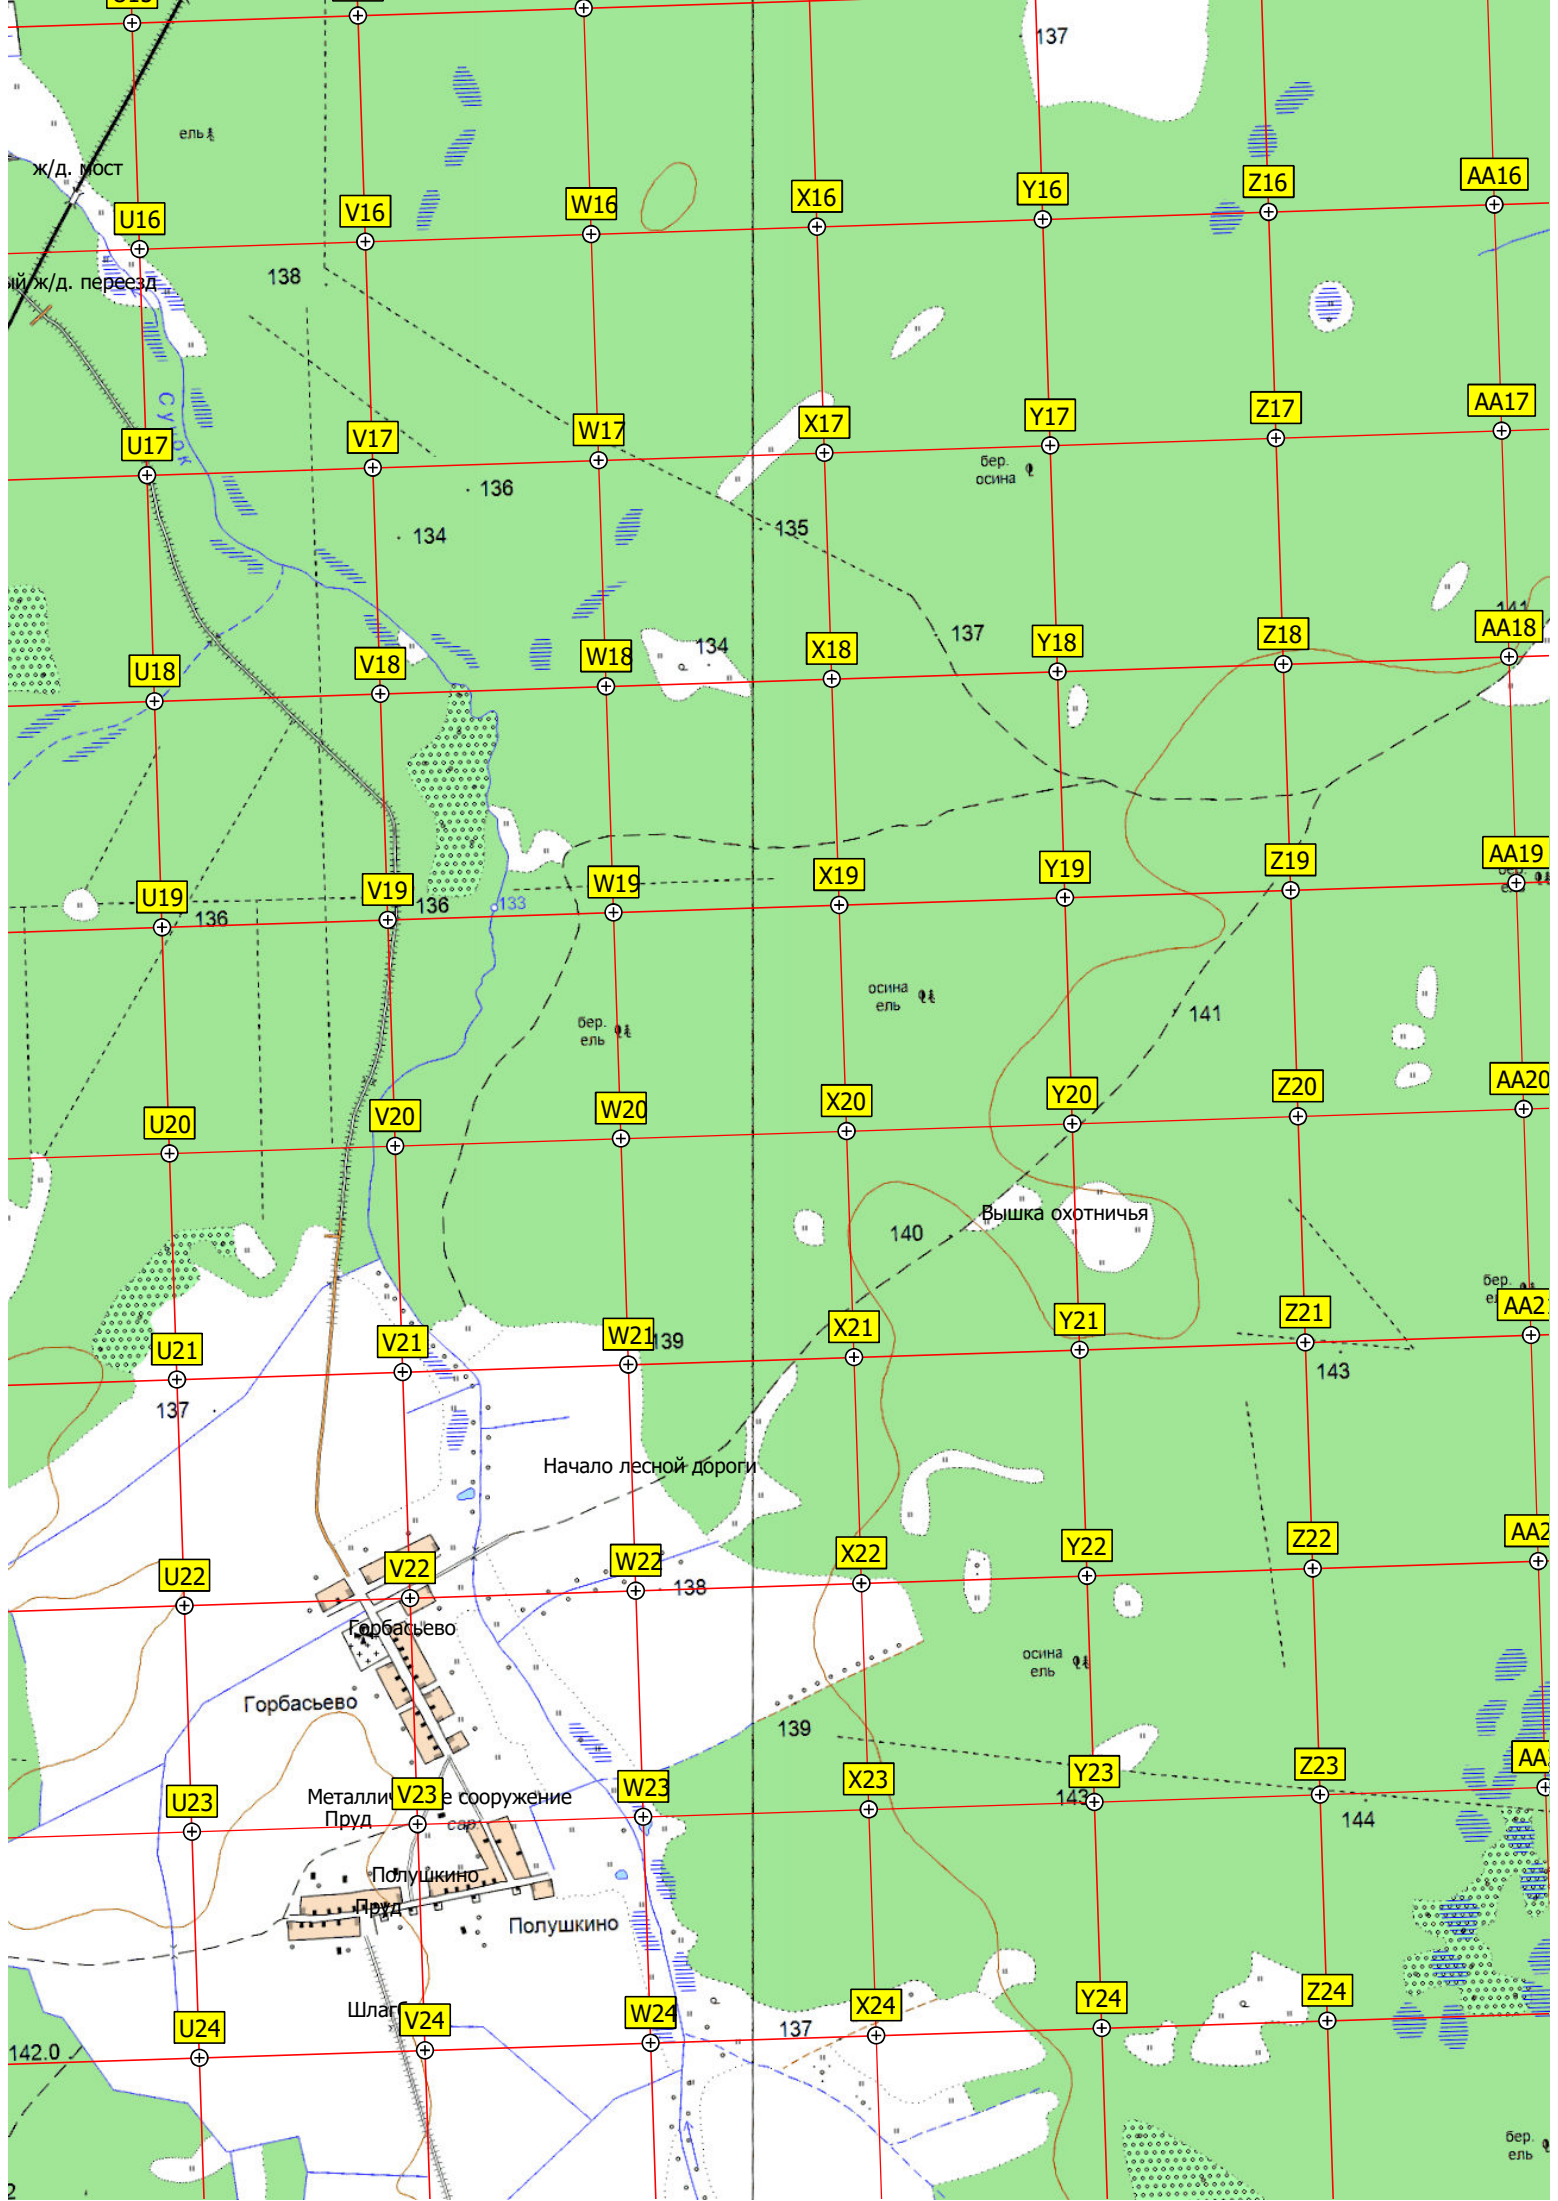 137
ель
ж/д. мост
U16
V16
W16
X16
Y16
Z16
AA16
138
ж/д. переезд
Сучок
U17
V17
W17
X17
Y17
Z17
AA17
бер.
осина
136
134
135
137
134
141
U18
V18
W18
X18
Y18
Z18
AA18
U19
V19
W19
X19
Y19
Z19
AA19
136
136
133
осина
ель
бер.
ель
141
U20
V20
W20
X20
Y20
Z20
AA20
Вышка охотничья
140
бер.
U21
V21
W21
139
X21
Y21
Z21
143
137
Начало лесной дороги
U22
V22
W22
X22
Y22
Z22
138
Горбасьево
осина
ель
Горбасьево
139
U23
V23
W23
X23
Y23
Z23
Пруд
сооружение
сар.
143
144
Полушкино
Пруд
Полушкино
U24
V24
W24
X24
Y24
Z24
137
142.0
бер.
ель